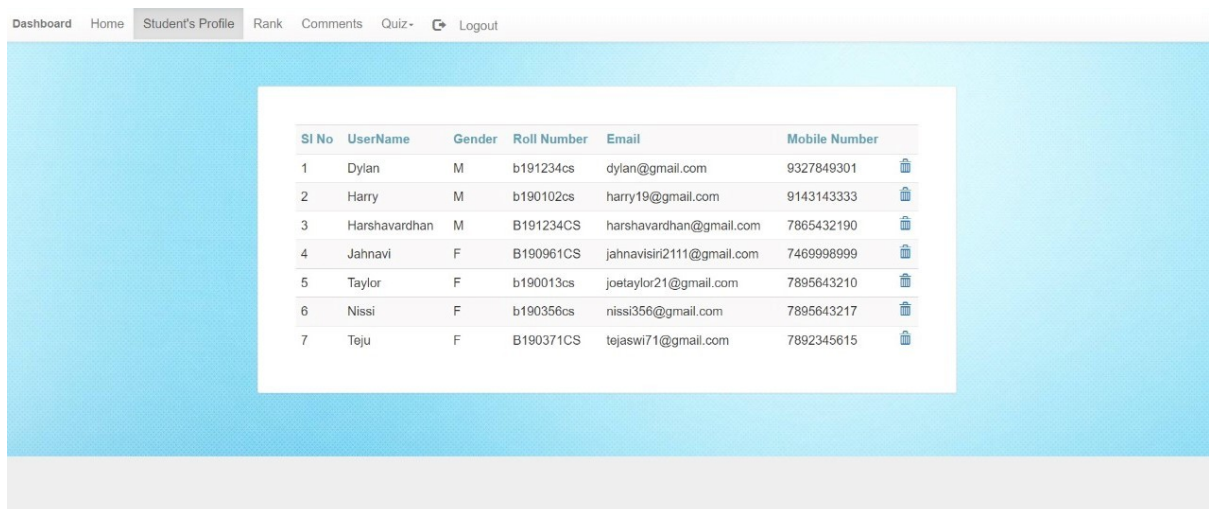 Dashboard Home Student's Profile Rank Comments Quiz Logout
Sl No UserName Gender Roll Number Email Mobile Number
1 Dylan M b191234cs dylan@gmail.com 9327849301
2 Harry M b190102cs harry19@gmail.com 9143143333
3 Harshavardhan M B191234CS harshavardhan@gmail.com 7865432190
4 Jahnavi F B190961CS jahnavisiri2111@gmail.com 7469998999
5 Taylor F b190013cs joetaylor21@gmail.com 7895643210
6 Nissi F b190356cs nissi356@gmail.com 7895643217
7 Teju F B190371CS tejaswi71@gmail.com 7892345615